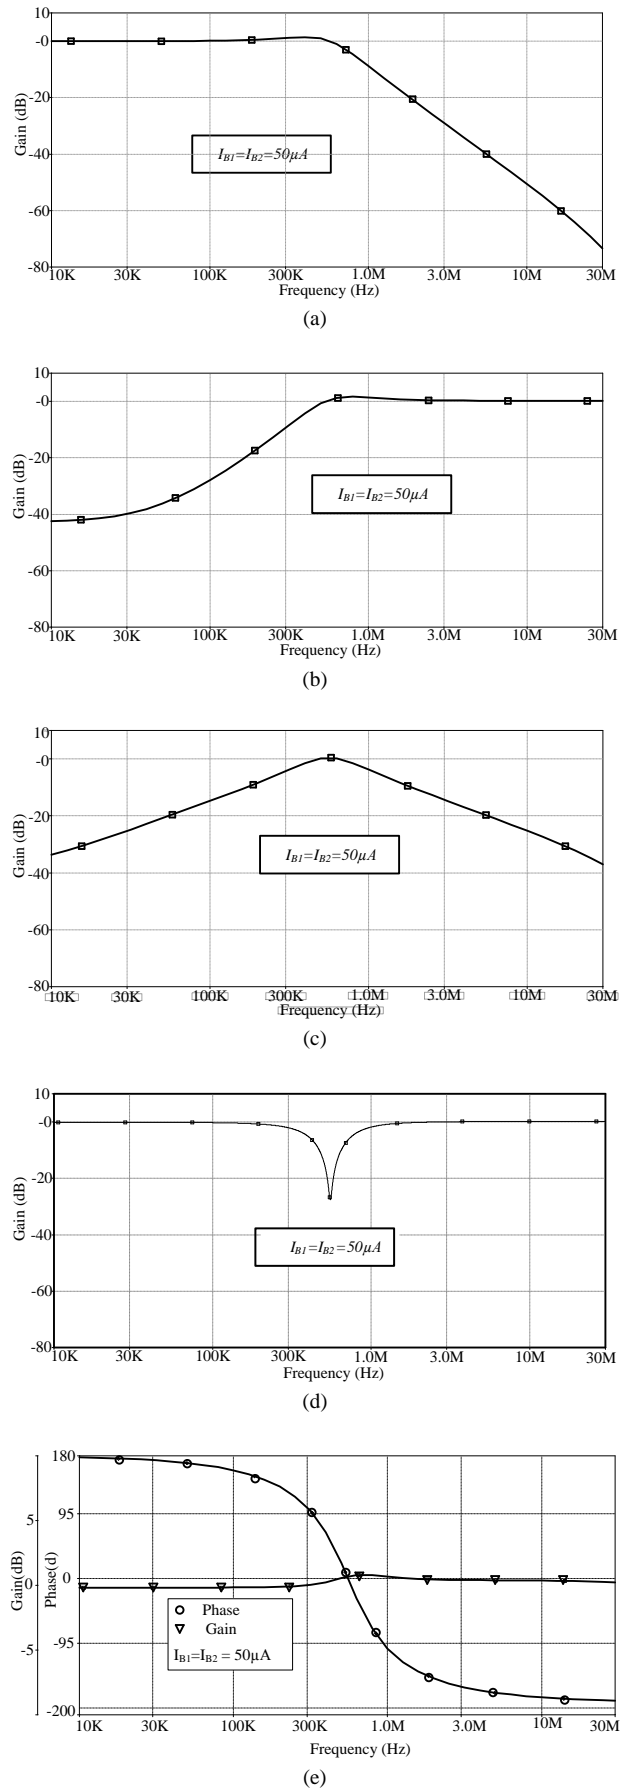 10
-0
-20
-40
-60
-80
Gain (dB)
I_B1=I_B2=50µA
10K 30K 100K 300K 1.0M 3.0M 10M 30M
Frequency (Hz)
(a)
10
-0
-20
-40
-60
-80
Gain (dB)
I_B1=I_B2=50µA
10K 30K 100K 300K 1.0M 3.0M 10M 30M
Frequency (Hz)
(b)
10
-0
-20
-40
-60
-80
Gain (dB)
I_B1=I_B2=50µA
10K 30K 100K 300K 1.0M 3.0M 10M 30M
Frequency (Hz)
(c)
10
-0
-20
-40
-60
-80
Gain (dB)
I_B1=I_B2=50µA
10K 30K 100K 300K 1.0M 3.0M 10M 30M
Frequency (Hz)
(d)
180
5 95
0 0
-5 -95
-200
Gain(dB)
Phase(d)
Phase
Gain
I_B1=I_B2 = 50µA
10K 30K 100K 300K 1.0M 3.0M 10M 30M
Frequency (Hz)
(e)